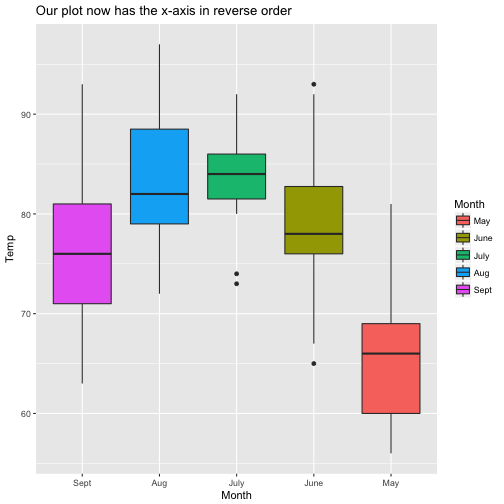 Our plot now has the x-axis in reverse order
Temp
90
80
70
60
Sept Aug July June May
Month
Month
May
June
July
Aug
Sept